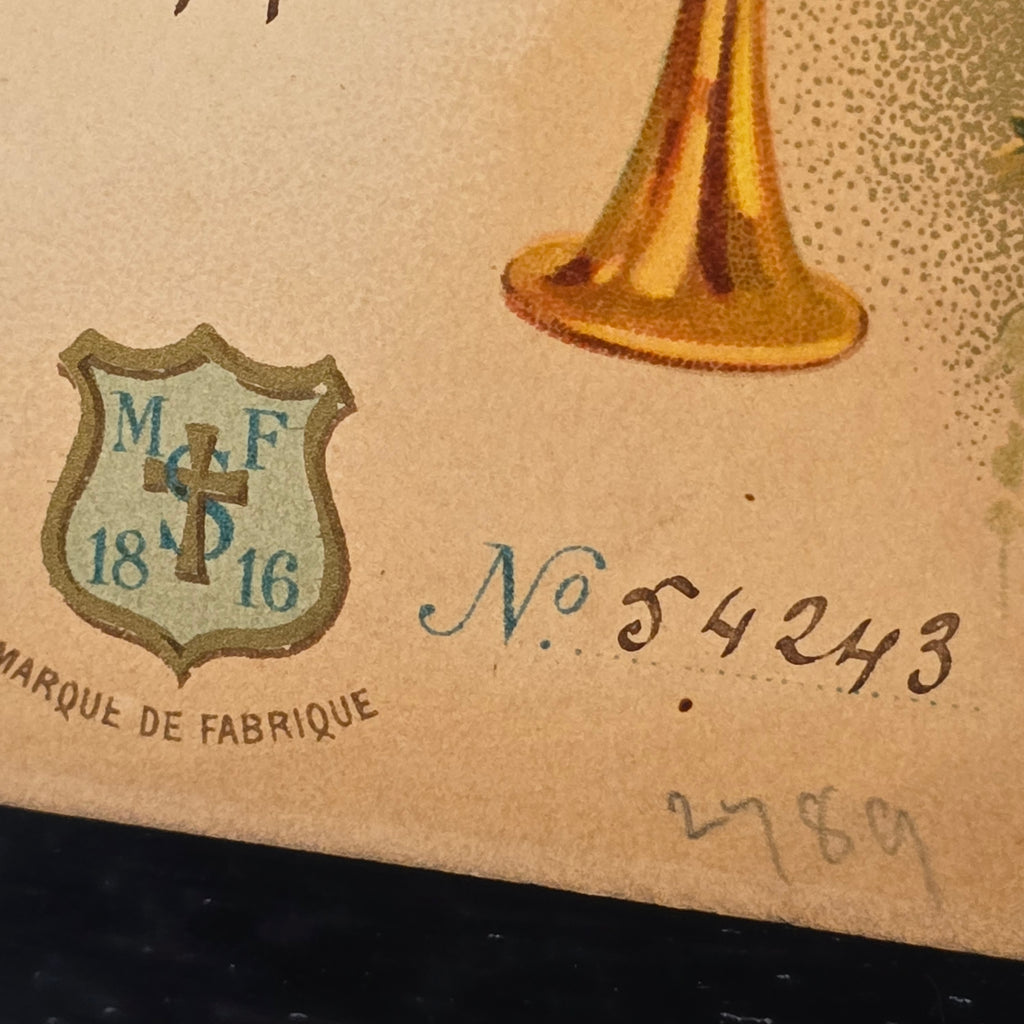 M S F
18 16
MARQUE DE FABRIQUE
No. 54243
2789